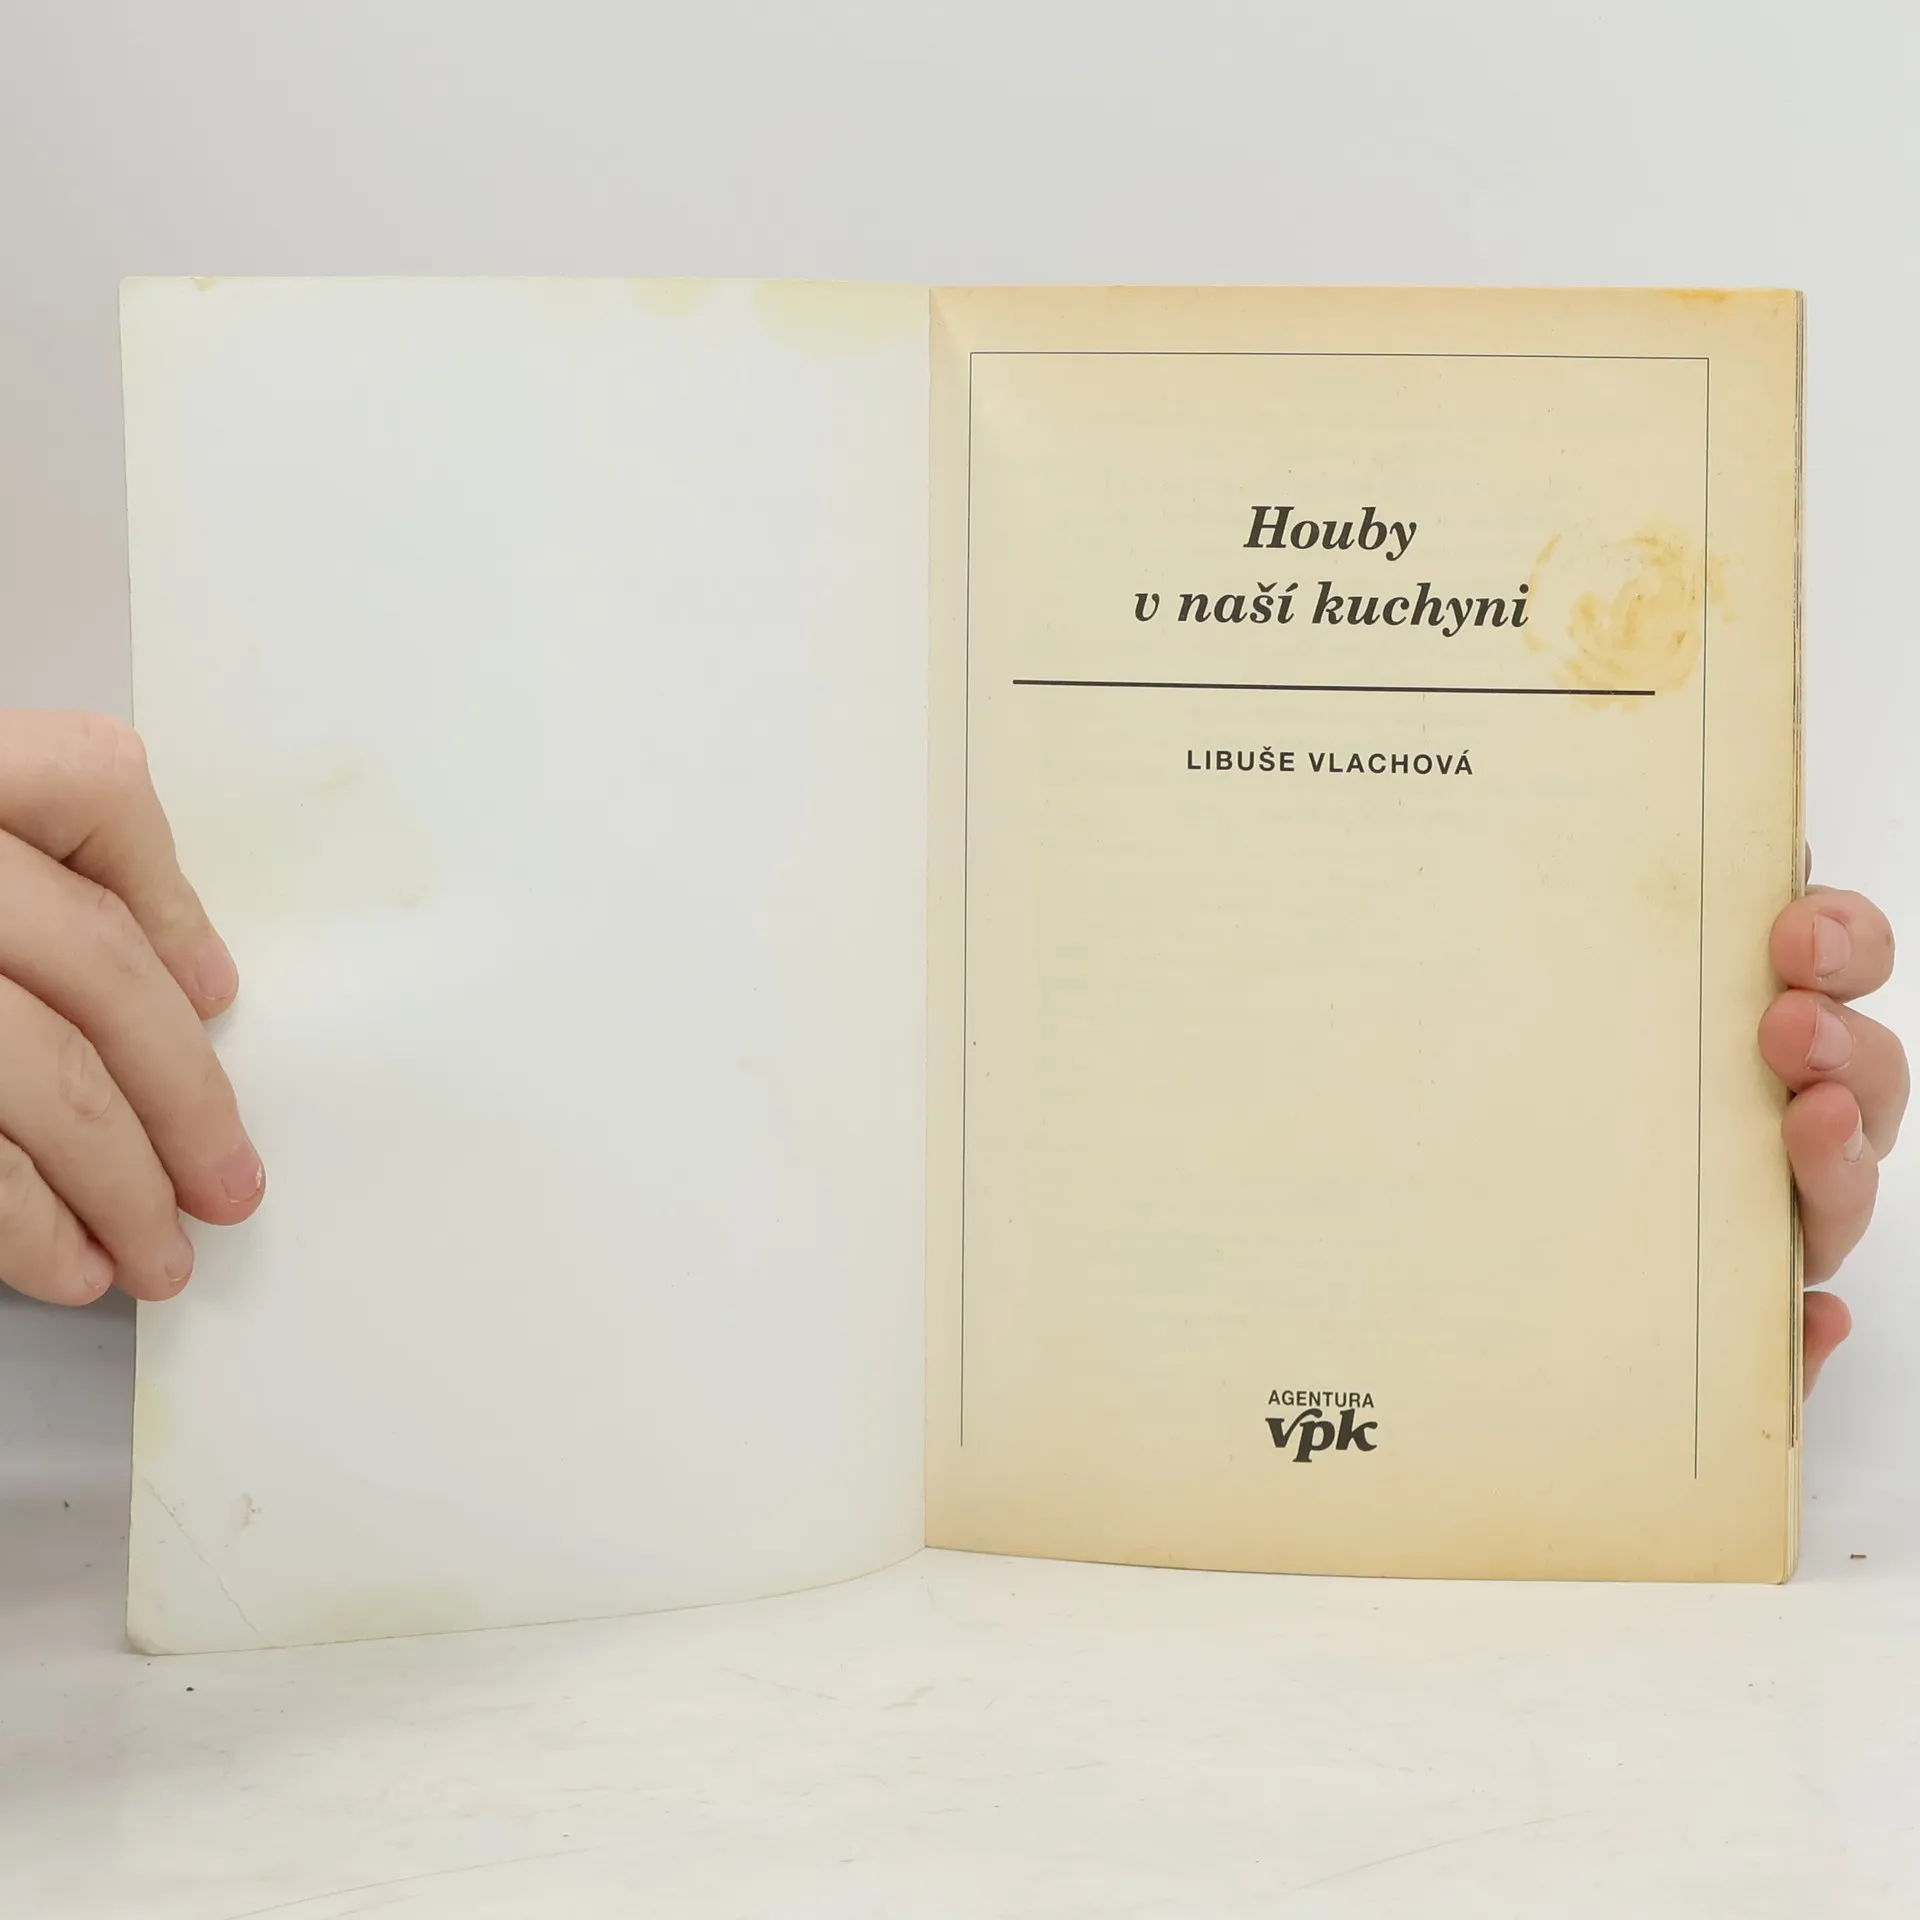 Houby
v naší kuchyni
LIBUŠE VLACHOVÁ
AGENTURA
vpk